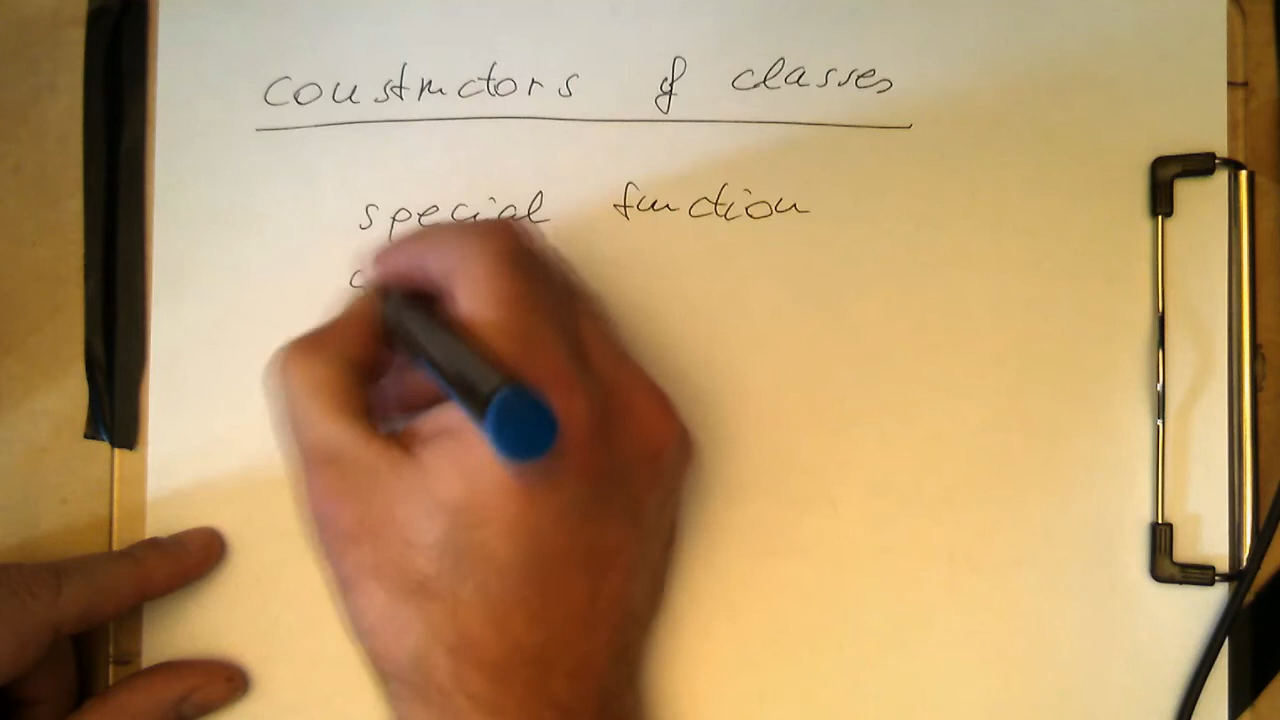 constructors of classes
special function